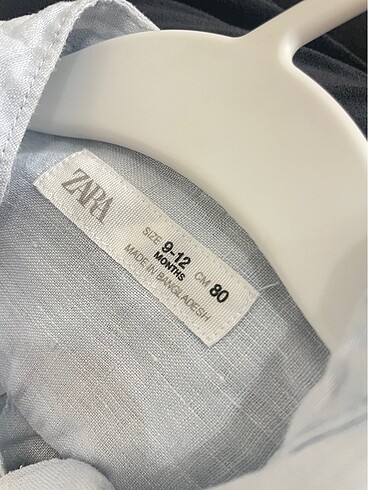 ZARA
SIZE 9-12 CM 80
MONTHS
MADE IN BANGLADESH